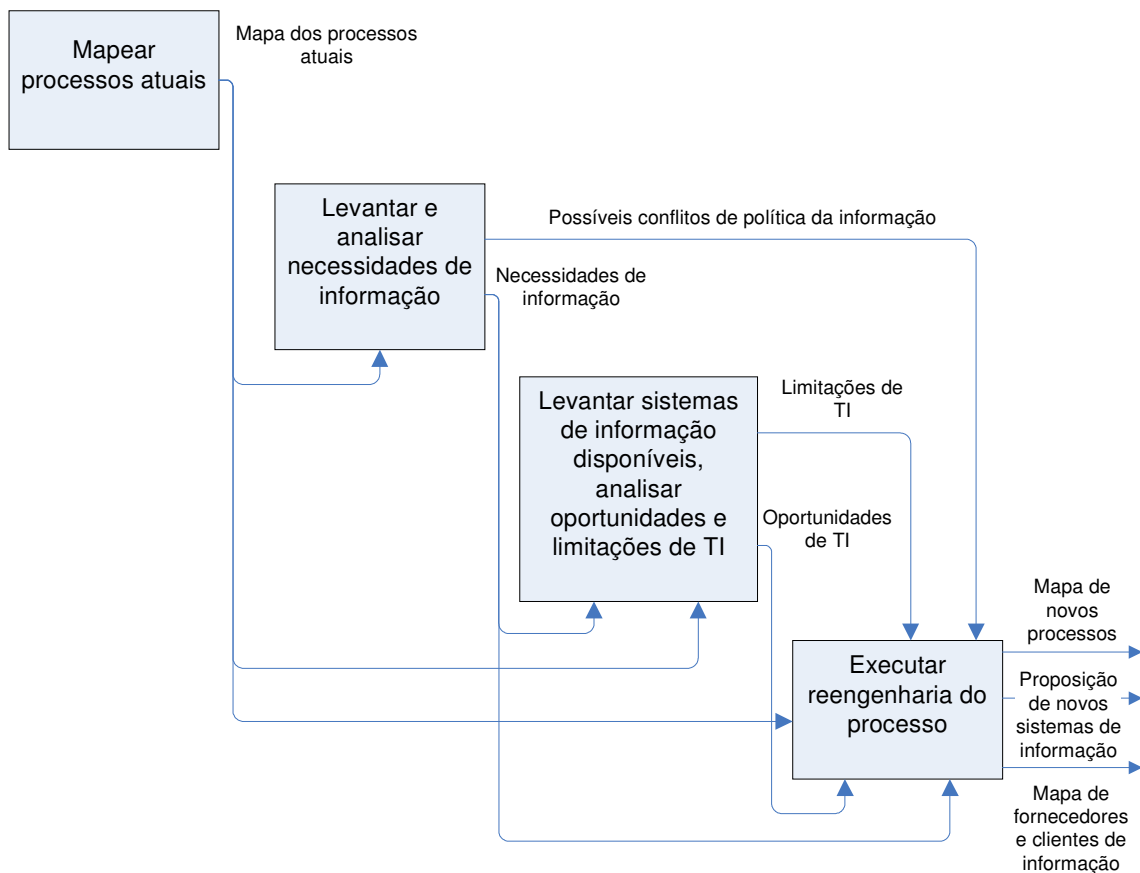 Mapear
processos atuais
Mapa dos processos
atuais
Levantar e
analisar
necessidades de
informação
Possíveis conflitos de política da informação
Necessidades de
informação
Levantar sistemas
de informação
disponíveis,
analisar
oportunidades e
limitações de TI
Limitações de
TI
Oportunidades
de TI
Executar
reengenharia do
processo
Mapa de
novos
processos
Proposição
de novos
sistemas de
informação
Mapa de
fornecedores
e clientes de
informação